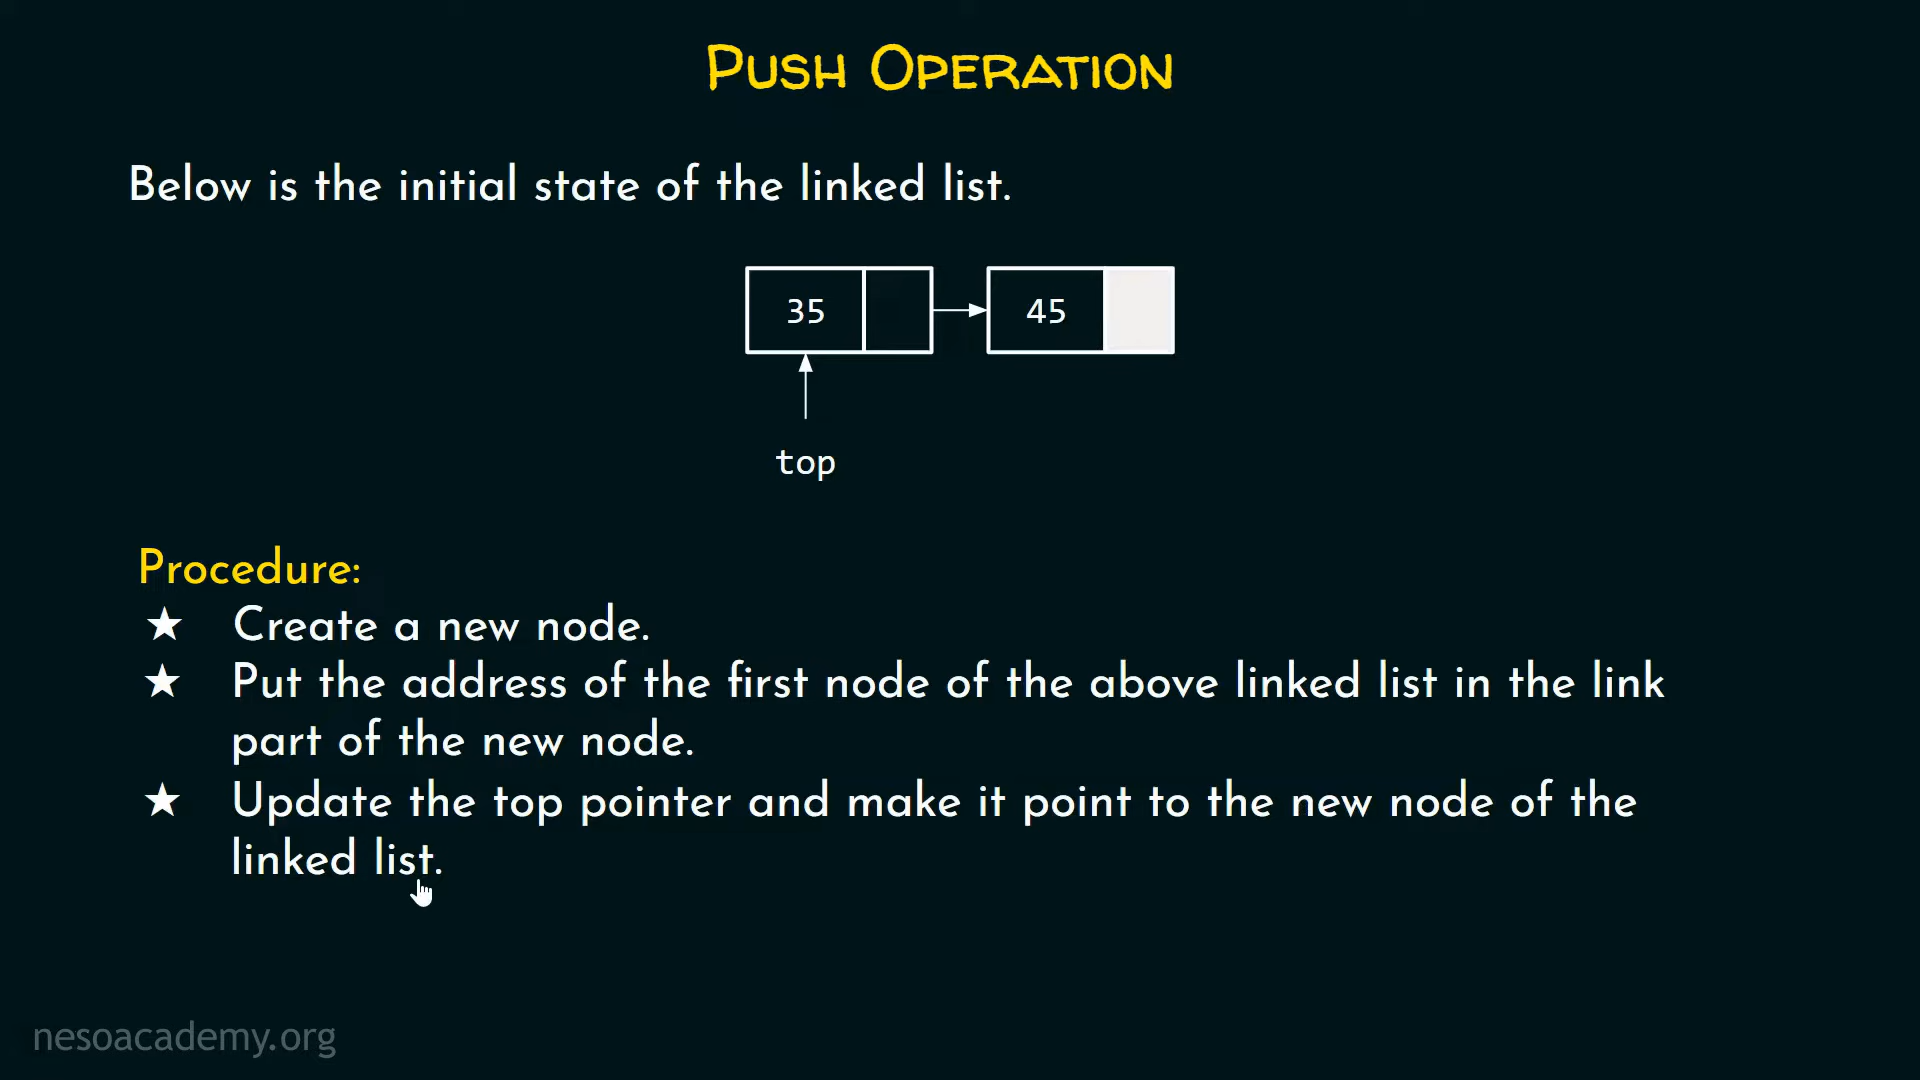 Push Operation
Below is the initial state of the linked list.
35
45
top
Procedure:
★ Create a new node.
★ Put the address of the first node of the above linked list in the link
part of the new node.
★ Update the top pointer and make it point to the new node of the
linked list.
nesoacademy.org